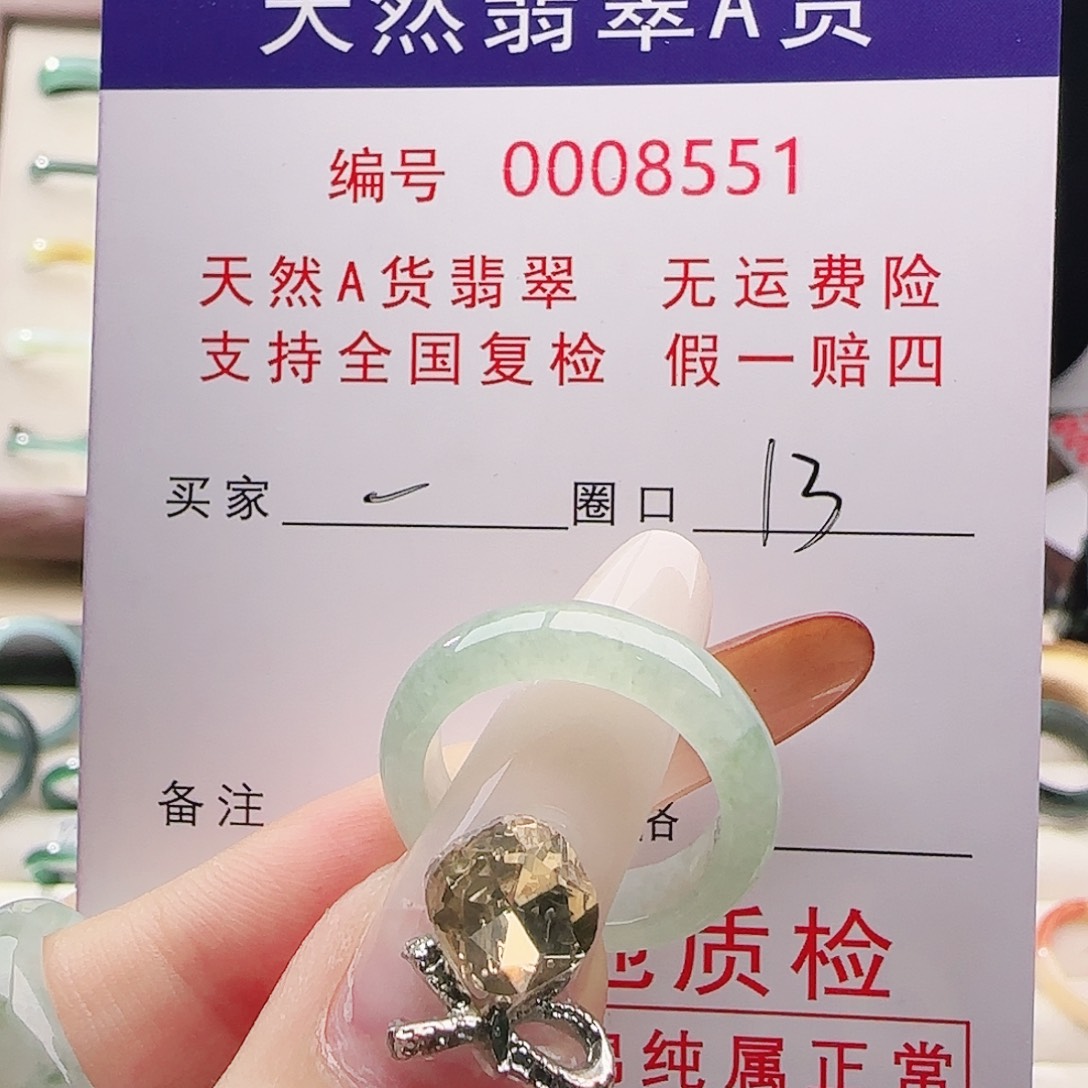 天然翡翠A货
编号 0008551
天然A货翡翠 无运费险
支持全国复检 假一赔四
买家 圈口 13
备注
质检
纯属正常